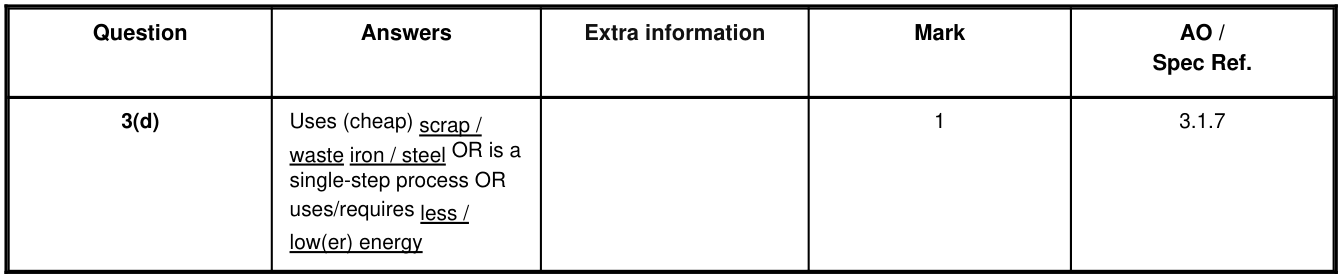 Question Answers Extra information Mark AO /
Spec Ref.
3(d) Uses (cheap) scrap / 1 3.1.7
waste iron / steel OR is a
single-step process OR
uses/requires less /
low(er) energy